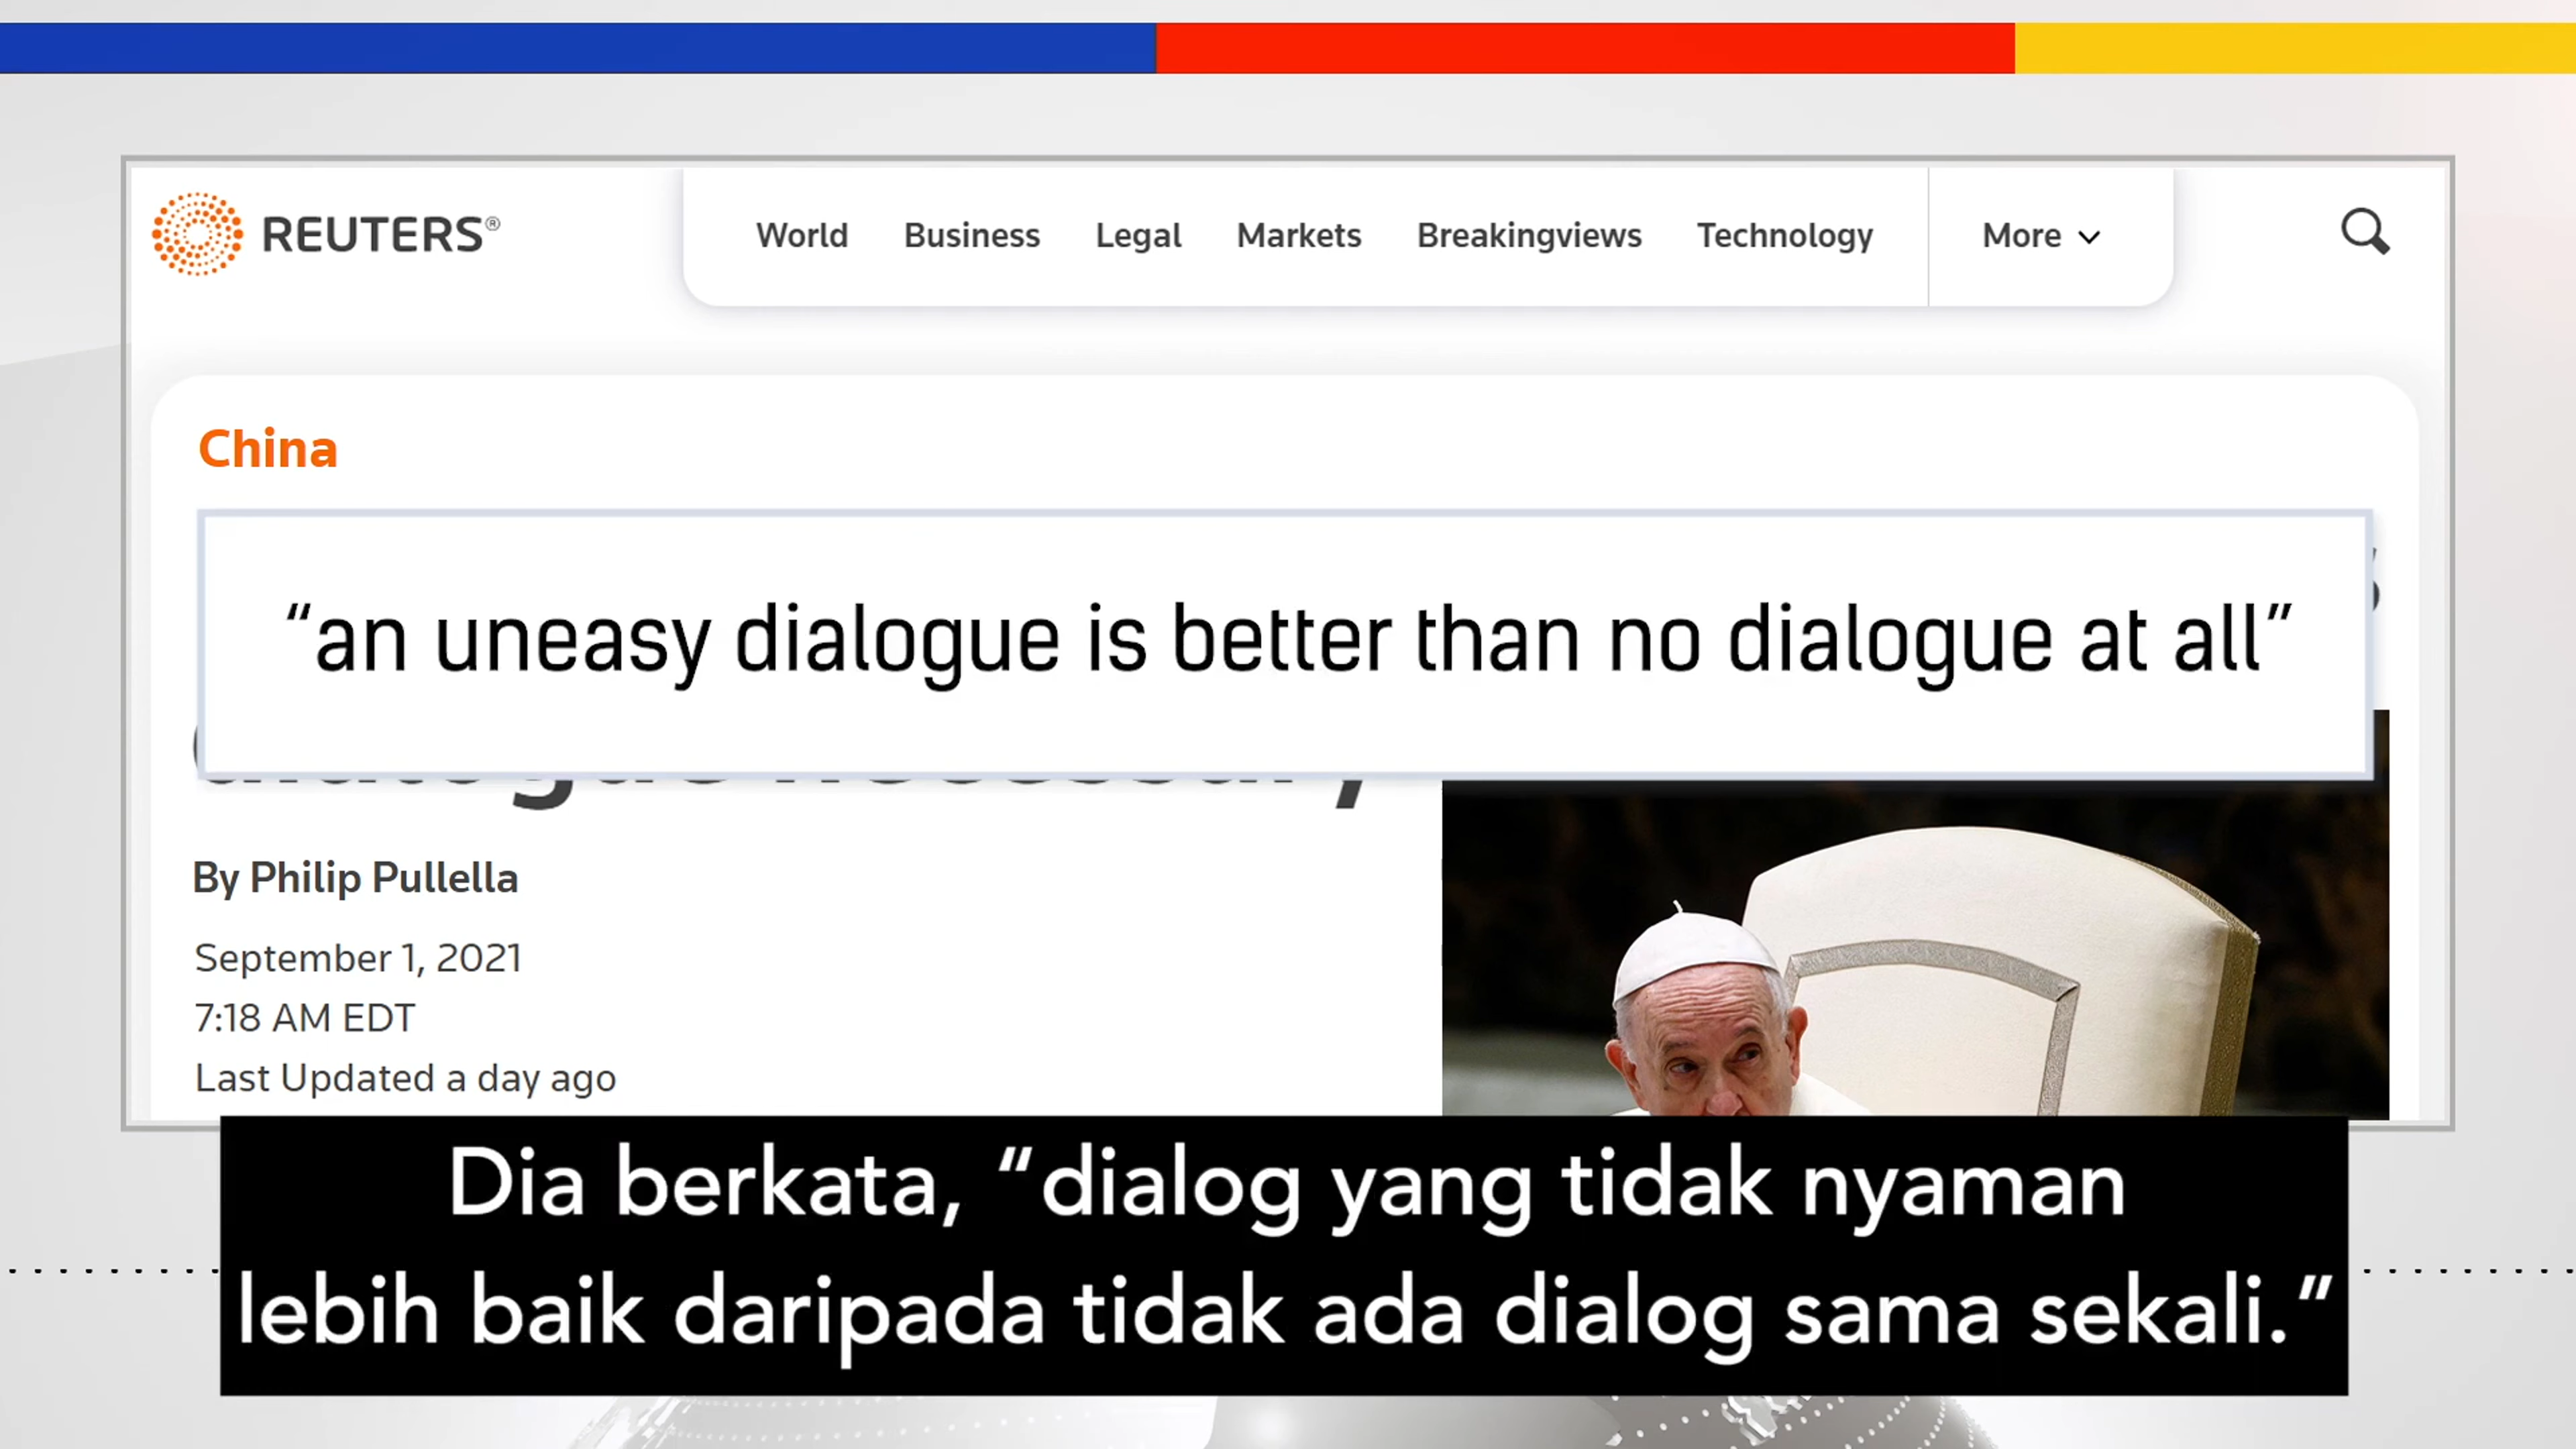 REUTERS®
World Business Legal Markets Breakingviews Technology More
China
“an uneasy dialogue is better than no dialogue at all”
By Philip Pullella
September 1, 2021
7:18 AM EDT
Last Updated a day ago
Dia berkata, “dialog yang tidak nyaman
lebih baik daripada tidak ada dialog sama sekali.”